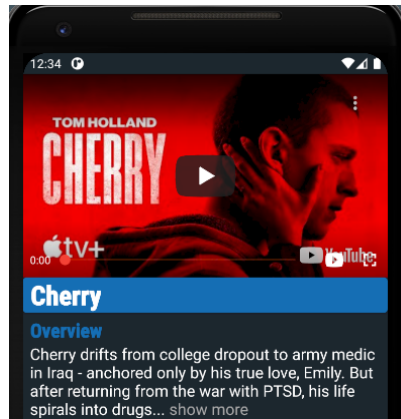 12:34
TOM HOLLAND
CHERRY
tv+
YouTube
0:00
Cherry
Overview
Cherry drifts from college dropout to army medic
in Iraq - anchored only by his true love, Emily. But
after returning from the war with PTSD, his life
spirals into drugs... show more